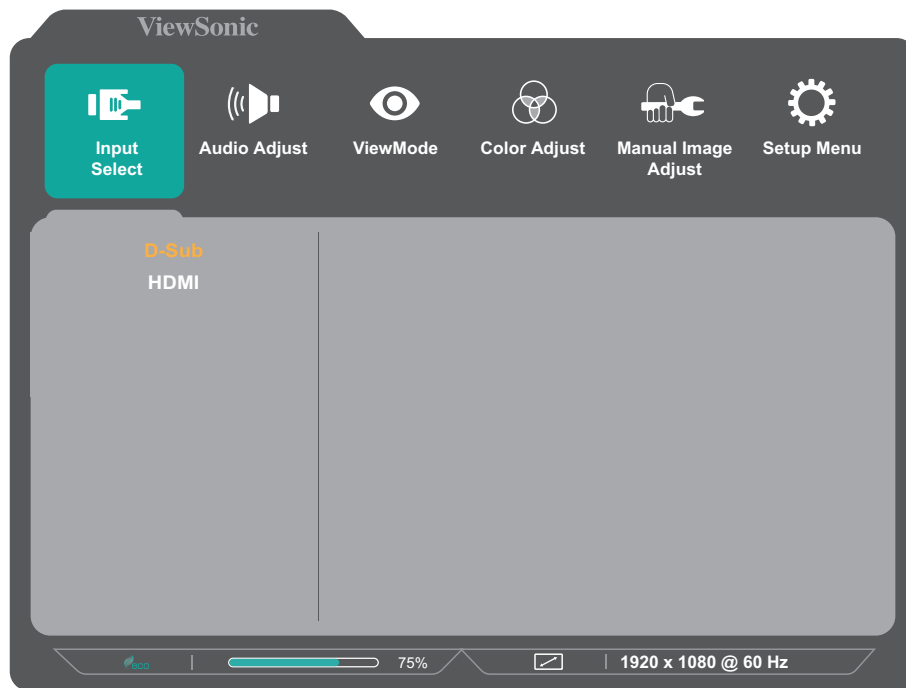 ViewSonic
Input
Select
Audio Adjust
ViewMode
Color Adjust
Manual Image
Adjust
Setup Menu
D-Sub
HDMI
ECO
75%
1920 x 1080 @ 60 Hz